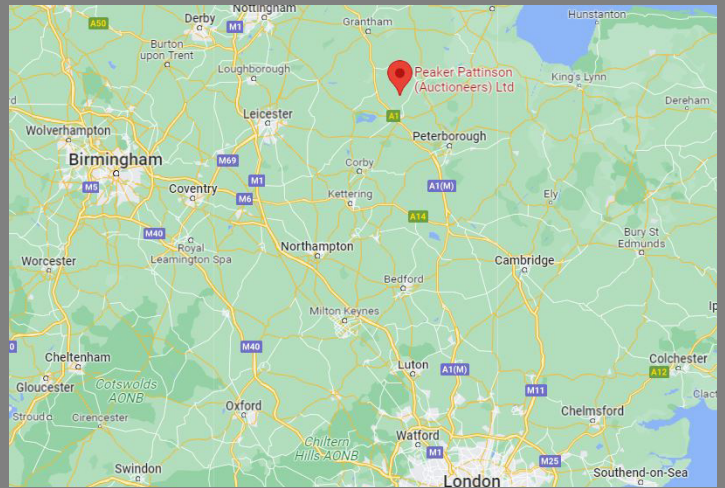 Nottingham
Hunstanton
Grantham
A50
Derby
M1
Burton
upon Trent
Loughborough
Peaker Pattinson
(Auctioneers) Ltd
King's Lynn
Dereham
Leicester
A1
Wolverhampton
Peterborough
Birmingham
M69
Corby
M5
Coventry
M1
M6
Kettering
A1(M)
Ely
A14
Bury St
Edmunds
M40
Royal
Leamington Spa
Northampton
Worcester
Cambridge
Bedford
Milton Keynes
M40
Cheltenham
Luton
A1(M)
Colchester
A12
Gloucester
Cotswolds
AONB
M11
Stroud
Cirencester
Oxford
Chelmsford
Chiltern
Hills AONB
Watford
M1
M25
Swindon
London
Southend-on-Sea